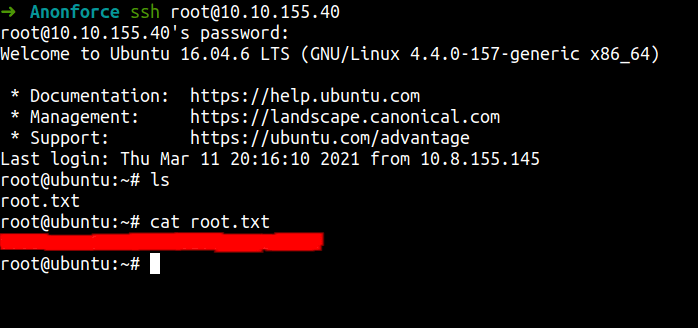 ➜ Anonforce ssh root@10.10.155.40
root@10.10.155.40's password:
Welcome to Ubuntu 16.04.6 LTS (GNU/Linux 4.4.0-157-generic x86_64)
* Documentation: https://help.ubuntu.com
* Management: https://landscape.canonical.com
* Support: https://ubuntu.com/advantage
Last login: Thu Mar 11 20:16:10 2021 from 10.8.155.145
root@ubuntu:~# ls
root.txt
root@ubuntu:~# cat root.txt
root@ubuntu:~#